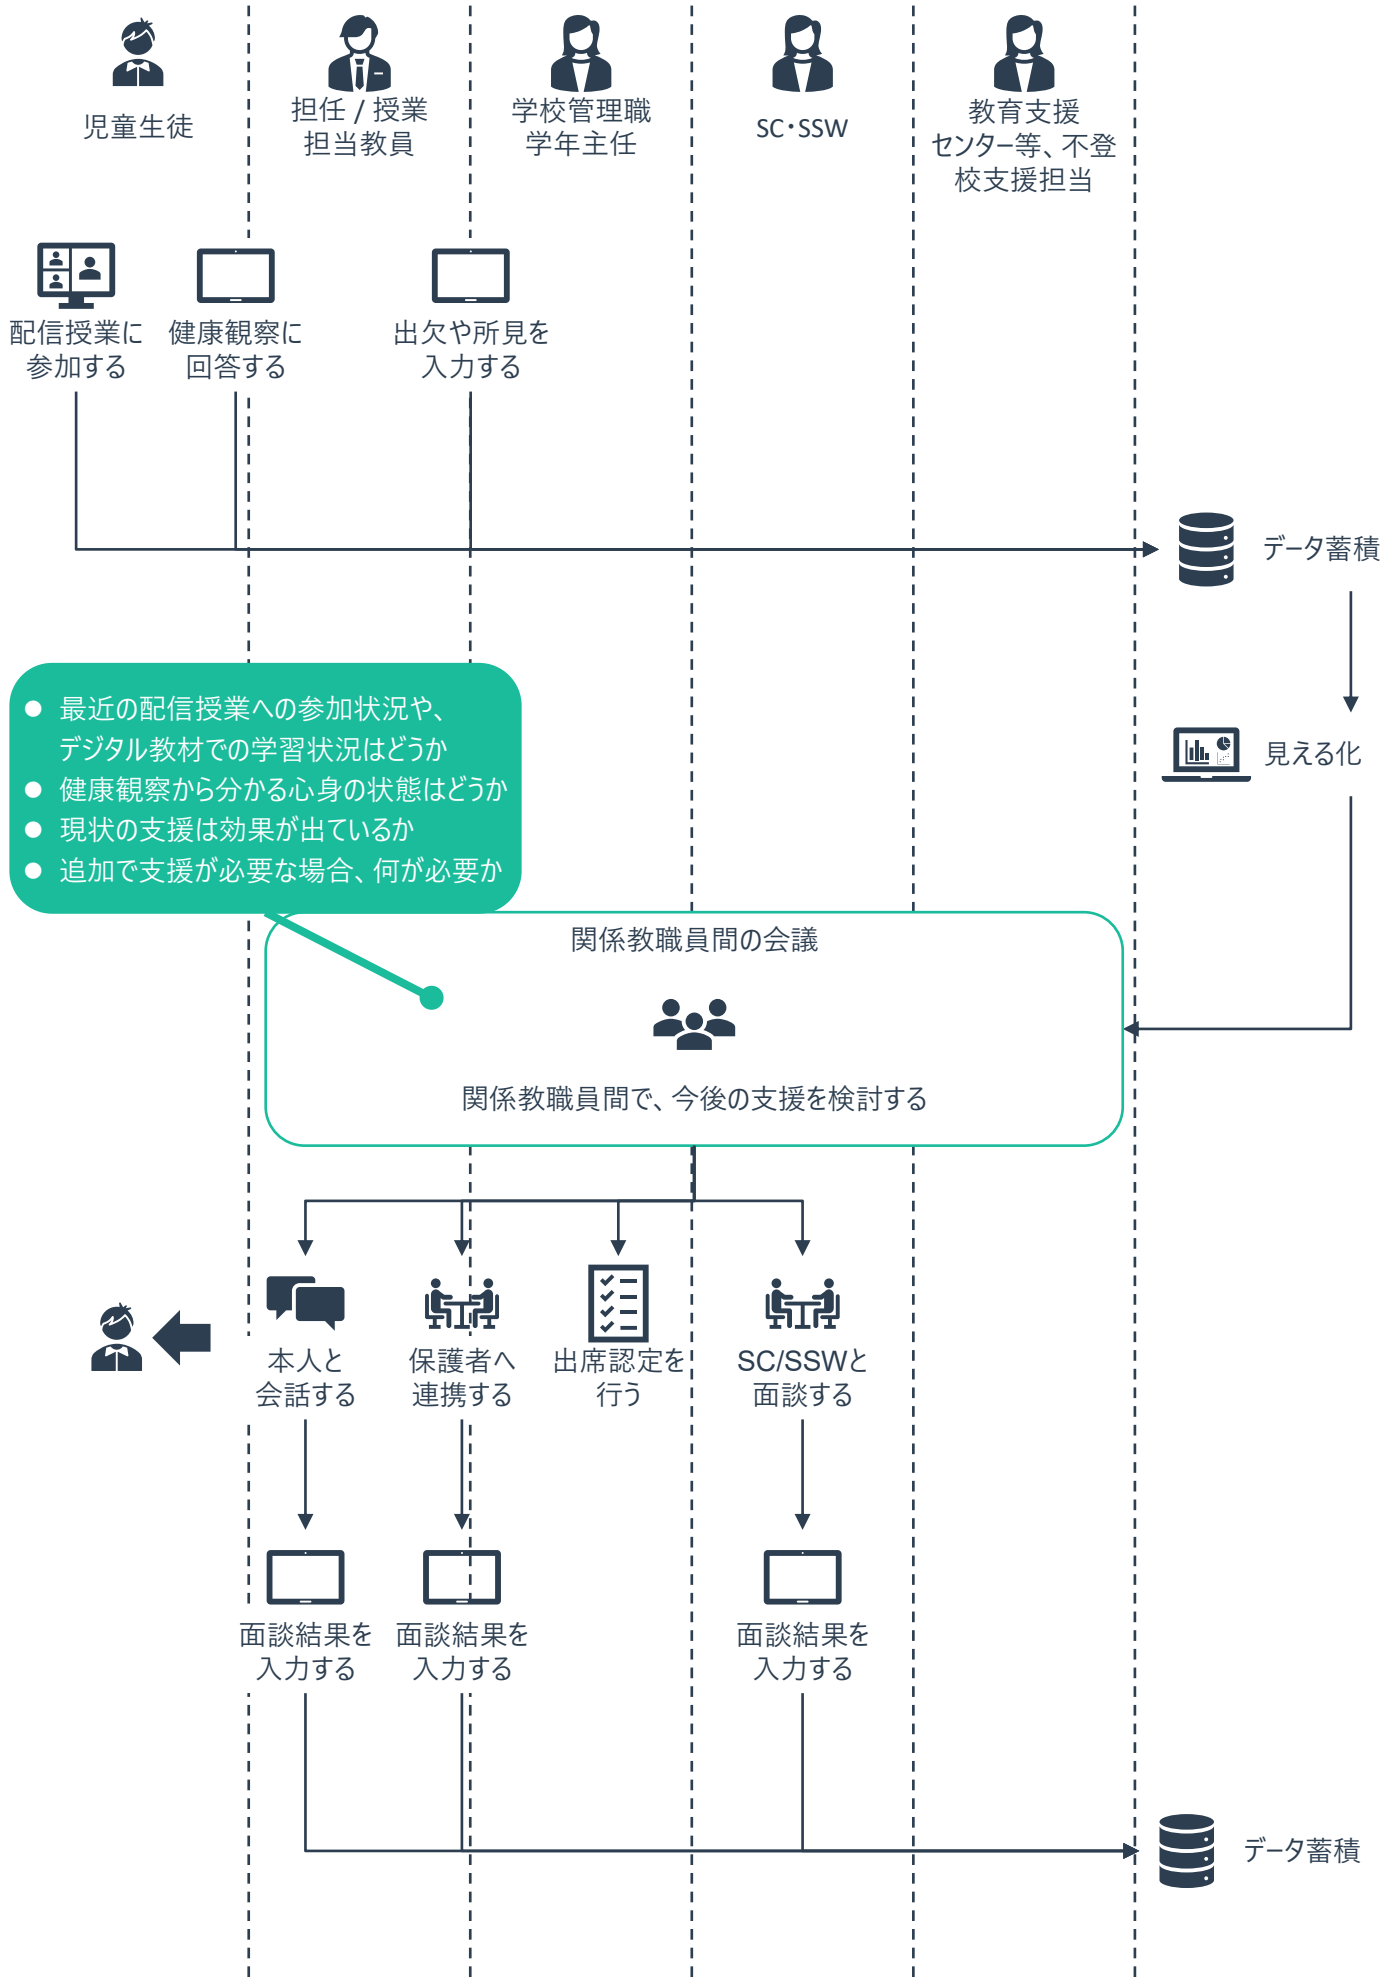 児童生徒
担任 / 授業
担当教員
学校管理職
学年主任
SC・SSW
教育支援
センター等、不登
校支援担当
配信授業に
参加する
健康観察に
回答する
出欠や所見を
入力する
データ蓄積
● 最近の配信授業への参加状況や、
デジタル教材での学習状況はどうか
● 健康観察から分かる心身の状態はどうか
● 現状の支援は効果が出ているか
● 追加で支援が必要な場合、何が必要か
見える化
関係教職員間の会議
関係教職員間で、今後の支援を検討する
本人と
会話する
保護者へ
連携する
出席認定を
行う
SC/SSWと
面談する
面談結果を
入力する
面談結果を
入力する
面談結果を
入力する
データ蓄積